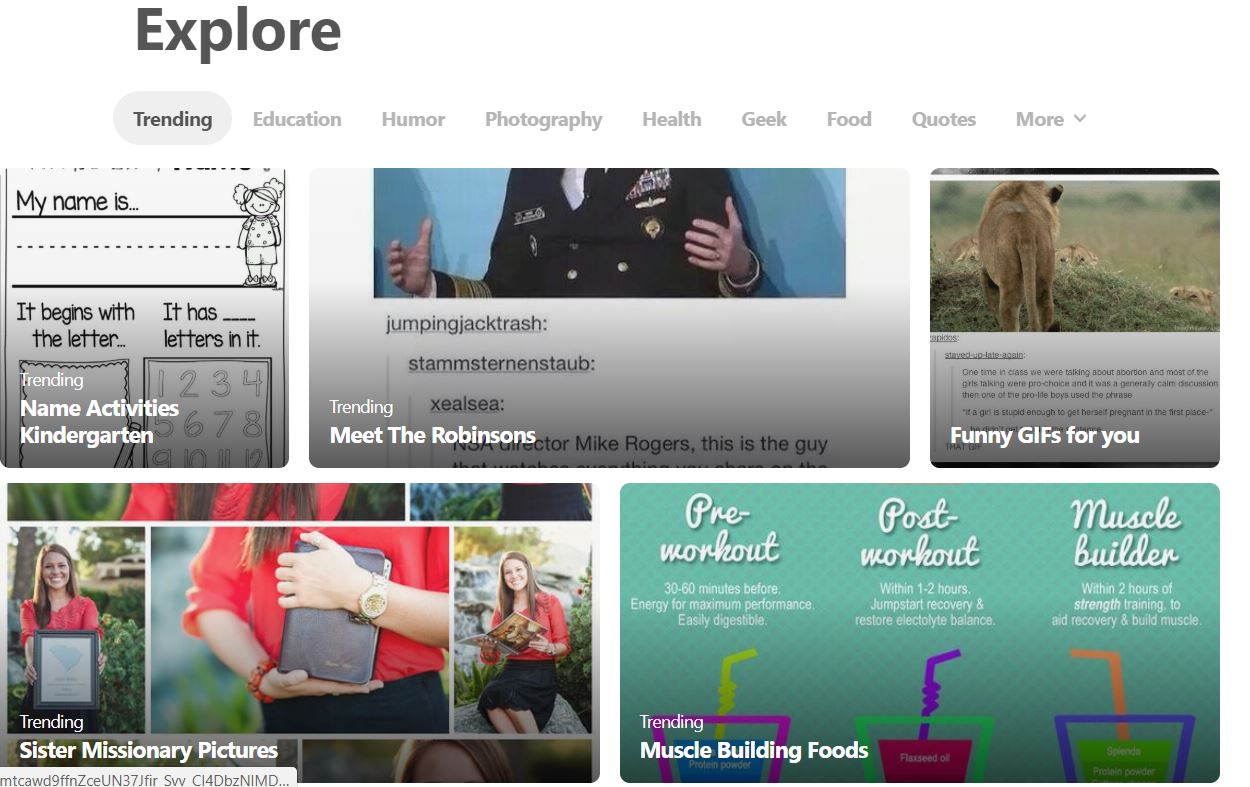 Explore
Trending Education Humor Photography Health Geek Food Quotes More
My name is...
It begins with
the letter...
It has ____
letters in it.
1 2 3 4
5 6 7 8
9 10 11 12
Trending
Name Activities
Kindergarten
jumpingjacktrash:
stammsternenstaub:
xealsea:
NSA director Mike Rogers, this is the guy
that watches everything you share on the
Trending
Meet The Robinsons
stayed-up-late-again:
One time in class we were talking about abortion and most of the
girls talking were pro-choice and it was a generally calm discussion
then one of the pro-life boys used the phrase
"If a girl is stupid enough to get herself pregnant in the first place-"
he didn't get
THAT GIF
Funny GIFs for you
Trending
Sister Missionary Pictures
Pre-
workout
30-60 minutes before.
Energy for maximum performance.
Easily digestible.
Post-
workout
Within 1-2 hours.
Jumpstart recovery &
restore electolyte balance.
Muscle
builder
Within 2 hours of
strength training, to
aid recovery & build muscle.
Protein powder
Flaxseed oil
Splenda
Protein powder
Trending
Muscle Building Foods
mtcawd9ffnZceUN37Jfir_Svv_Cl4DbzNIMD...